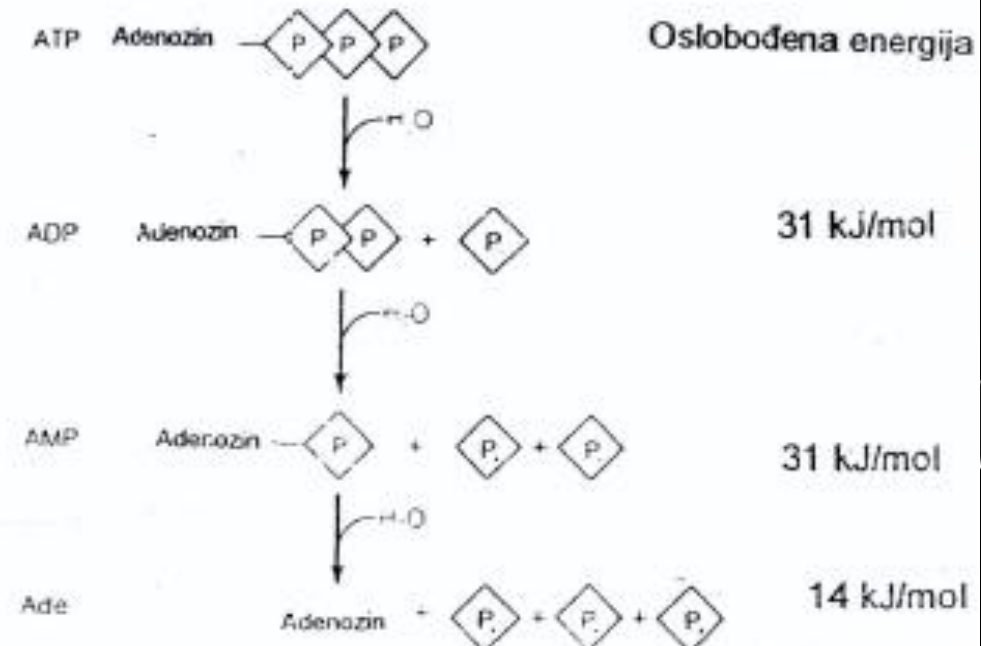 ATP Adenozin P P P Oslobođena energija
ADP Adenozin P P + P 31 kJ/mol
AMP Adenozin P + P + P 31 kJ/mol
Ade Adenozin + P + P + P 14 kJ/mol